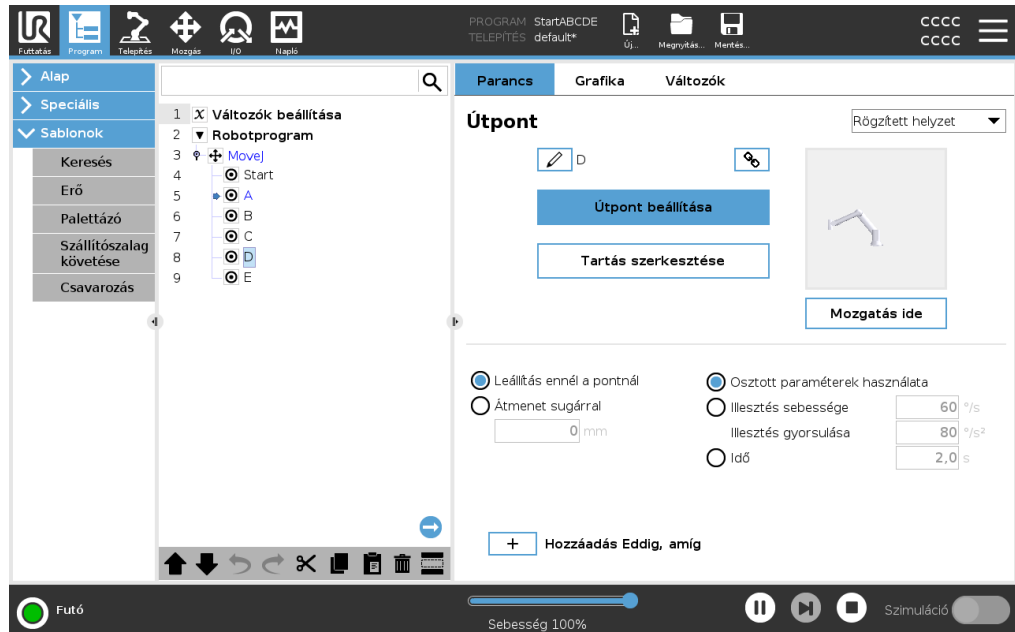 UR
Futtatás
Program
Telepítés
Mozgás
I/O
Napló
PROGRAM StartABCDE
TELEPÍTÉS default*
Új...
Megnyitás...
Mentés...
CCCC
CCCC
Alap
Speciális
Sablonok
Keresés
Erő
Palettázó
Szállítószalag
követése
Csavarozás
1 X Változók beállítása
2 Robotprogram
3 MoveJ
4 Start
5 A
6 B
7 C
8 D
9 E
Parancs Grafika Változók
Útpont
Rögzített helyzet
D
Útpont beállítása
Tartás szerkesztése
Mozgatás ide
Leállítás ennél a pontnál
Átmenet sugárral
0 mm
Osztott paraméterek használata
Illesztés sebessége 60 °/s
Illesztés gyorsulása 80 °/s²
Idő 2,0 s
+ Hozzáadás Eddig, amíg
Futó
Sebesség 100%
Szimuláció